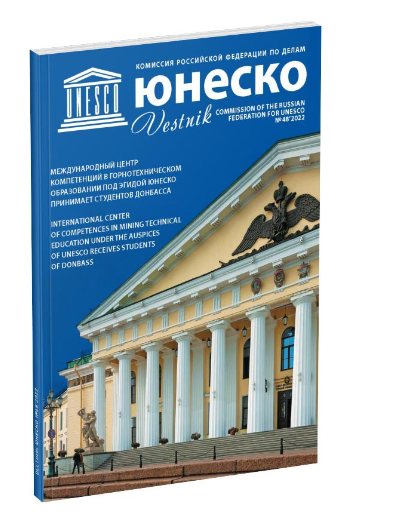 КОМИССИЯ РОССИЙСКОЙ ФЕДЕРАЦИИ ПО ДЕЛАМ
UNESCO
ЮНЕСКО
Vestnik
COMMISSION OF THE RUSSIAN
FEDERATION FOR UNESCO
№ 48'2022
МЕЖДУНАРОДНЫЙ ЦЕНТР
КОМПЕТЕНЦИЙ В ГОРНОТЕХНИЧЕСКОМ
ОБРАЗОВАНИИ ПОД ЭГИДОЙ ЮНЕСКО
ПРИНИМАЕТ СТУДЕНТОВ ДОНБАССА
INTERNATIONAL CENTER
OF COMPETENCES IN MINING TECHNICAL
EDUCATION UNDER THE AUSPICES
OF UNESCO RECEIVES STUDENTS
OF DONBASS